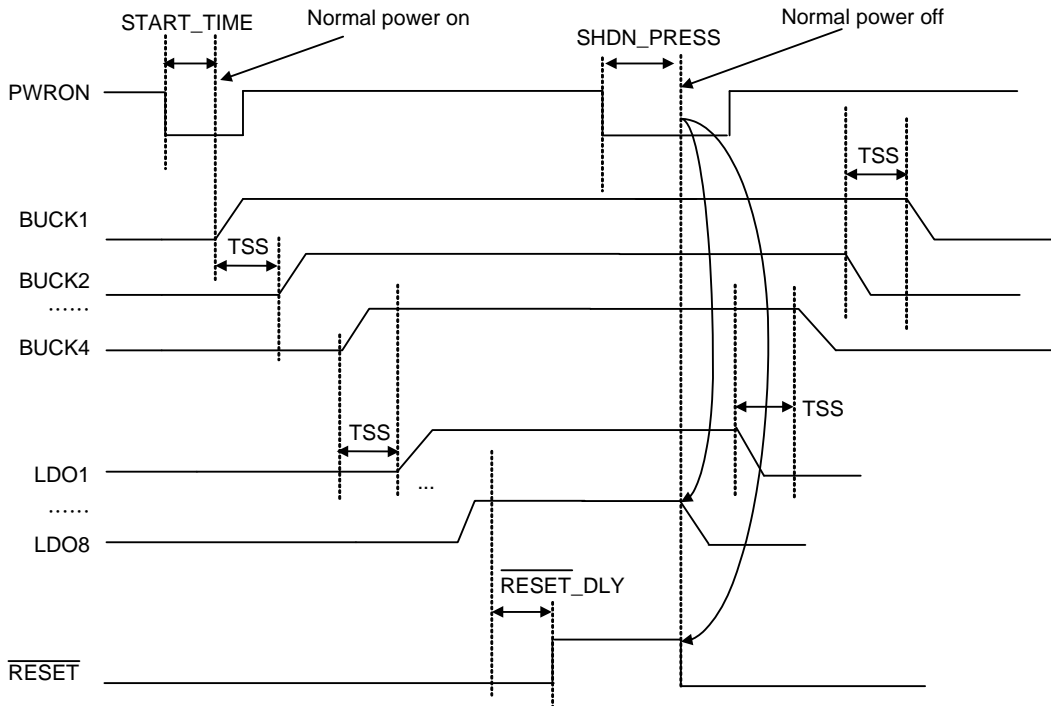 START_TIME
Normal power on
SHDN_PRESS
Normal power off
PWRON
TSS
BUCK1
TSS
BUCK2
......
BUCK4
TSS
TSS
LDO1
...
......
LDO8
RESET_DLY
RESET